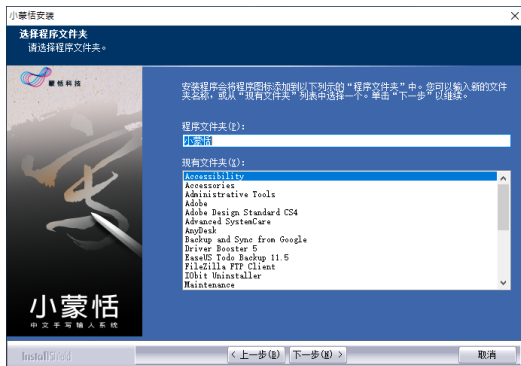 小蒙恬安装
选择程序文件夹
请选择程序文件夹。
蒙恬科技
安装程序会将程序图标添加到以下列示的“程序文件夹”中。您可以输入新的文件
夹名称，或从“现有文件夹”列表中选择一个。单击“下一步”以继续。
程序文件夹(P):
小蒙恬
现有文件夹(X):
Accessibility
Accessories
Administrative Tools
Adobe
Adobe Design Standard CS4
Advanced SystemCare
AnyDesk
Backup and Sync from Google
Driver Booster 5
EaseUS Todo Backup 11.5
FileZilla FTP Client
IObit Uninstaller
Maintenance
小蒙恬
中文手写输入系统
InstallShield
< 上一步(B) 下一步(N) > 取消